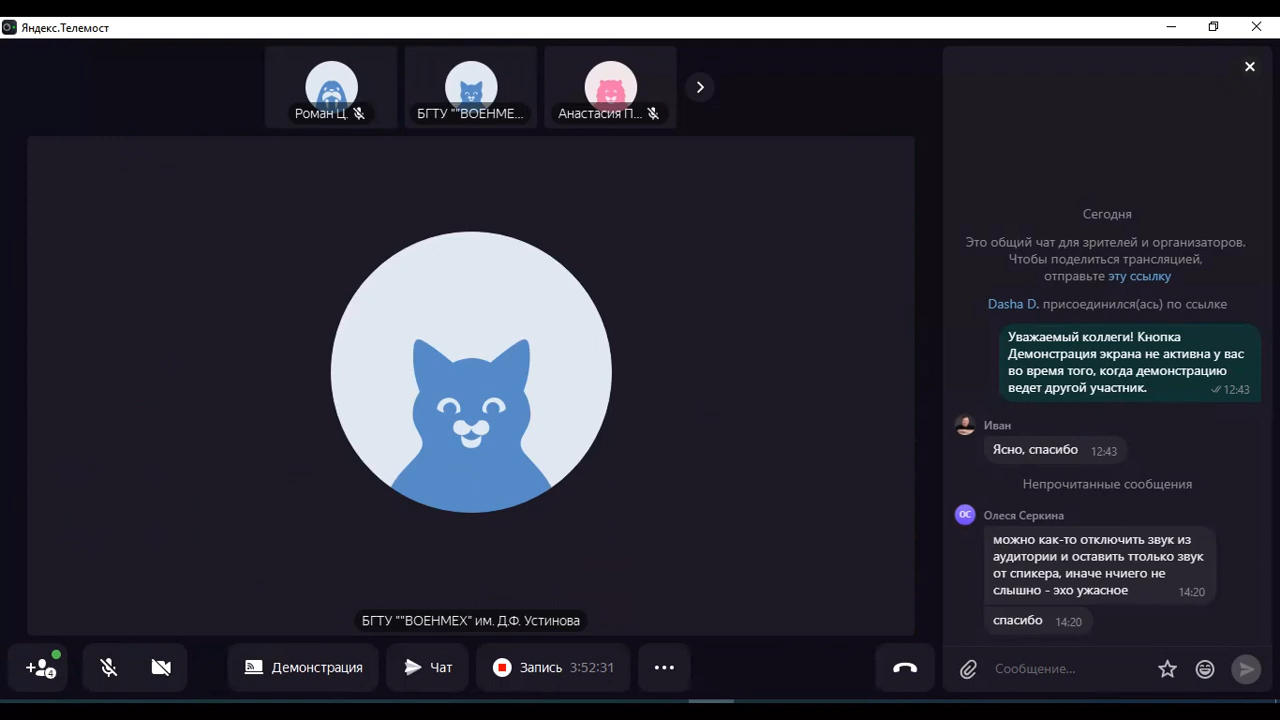 Яндекс.Телемост
Роман Ц.
БГТУ ""ВОЕНМЕ...
Анастасия П...
БГТУ ""ВОЕНМЕХ" им. Д.Ф. Устинова
4
Демонстрация
Чат
Запись 3:52:31
Сегодня
Это общий чат для зрителей и организаторов.
Чтобы поделиться трансляцией,
отправьте эту ссылку
Dasha D. присоединился(ась) по ссылке
Уважаемый коллеги! Кнопка
Демонстрация экрана не активна у вас
во время того, когда демонстрацию
ведет другой участник. 12:43
Иван
Ясно, спасибо 12:43
Непрочитанные сообщения
ОС
Олеся Серкина
можно как-то отключить звук из
аудитории и оставить ттолько звук
от спикера, иначе нчиего не
слышно - эхо ужасное 14:20
спасибо 14:20
Сообщение...